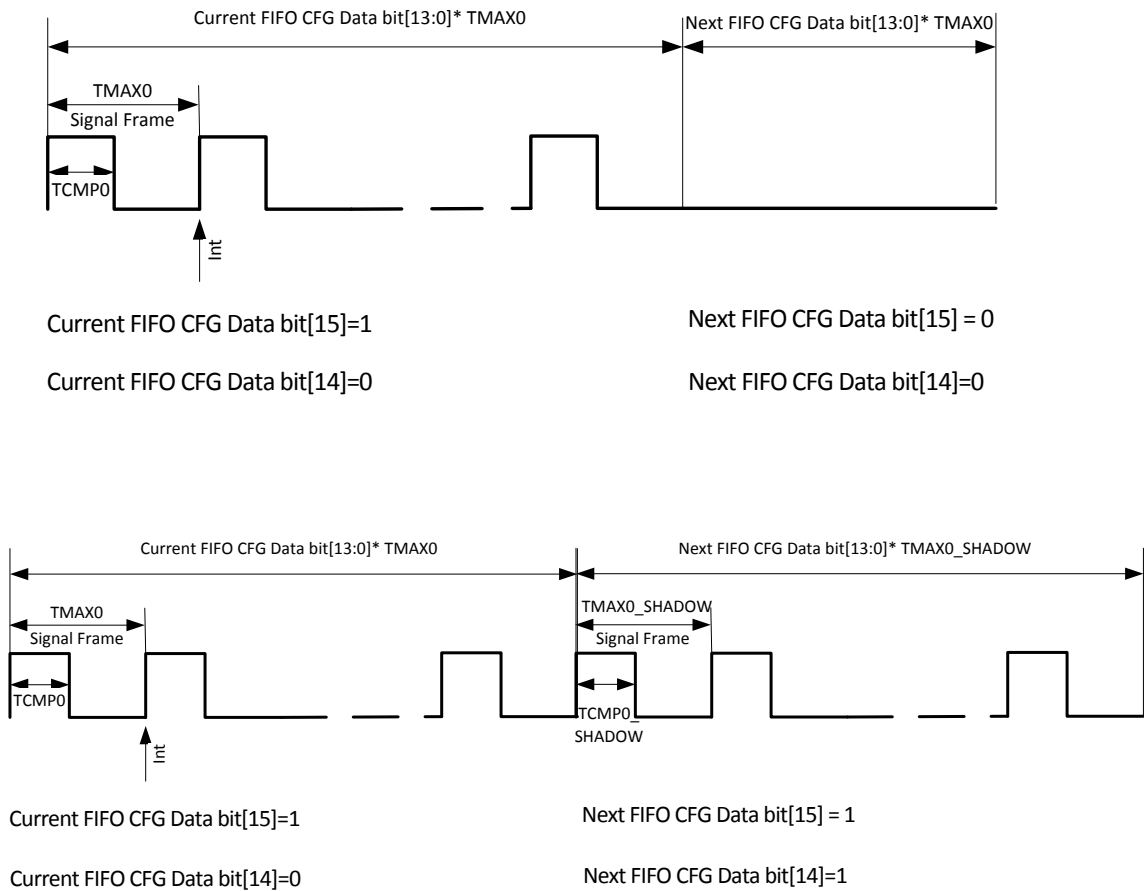 Current FIFO CFG Data bit[13:0]* TMAX0
Next FIFO CFG Data bit[13:0]* TMAX0
TMAX0
Signal Frame
TCMP0
Int
Current FIFO CFG Data bit[15]=1
Next FIFO CFG Data bit[15] = 0
Current FIFO CFG Data bit[14]=0
Next FIFO CFG Data bit[14]=0
Current FIFO CFG Data bit[13:0]* TMAX0
Next FIFO CFG Data bit[13:0]* TMAX0_SHADOW
TMAX0
Signal Frame
TMAX0_SHADOW
Signal Frame
TCMP0
TCMP0_
SHADOW
Int
Current FIFO CFG Data bit[15]=1
Next FIFO CFG Data bit[15] = 1
Current FIFO CFG Data bit[14]=0
Next FIFO CFG Data bit[14]=1